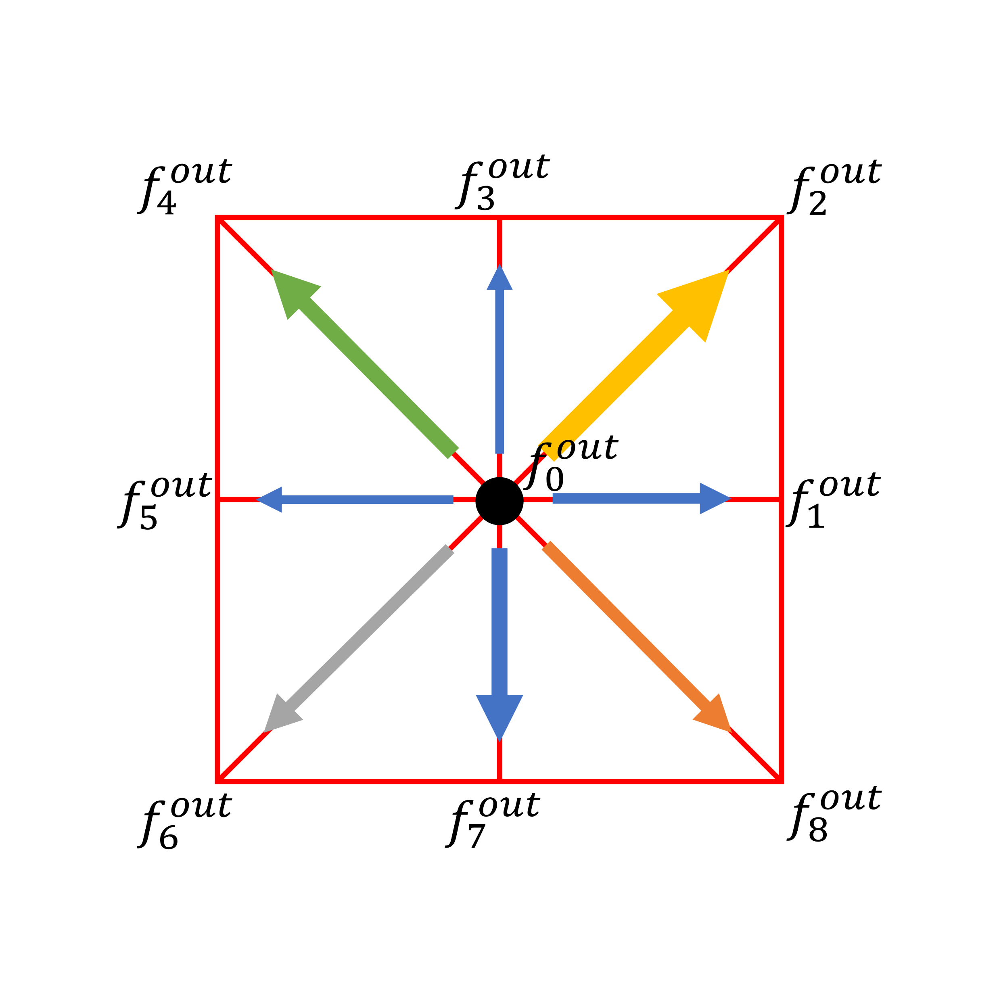 f_4^{out} f_3^{out} f_2^{out}
f_0^{out}
f_5^{out} f_1^{out}
f_6^{out} f_7^{out} f_8^{out}